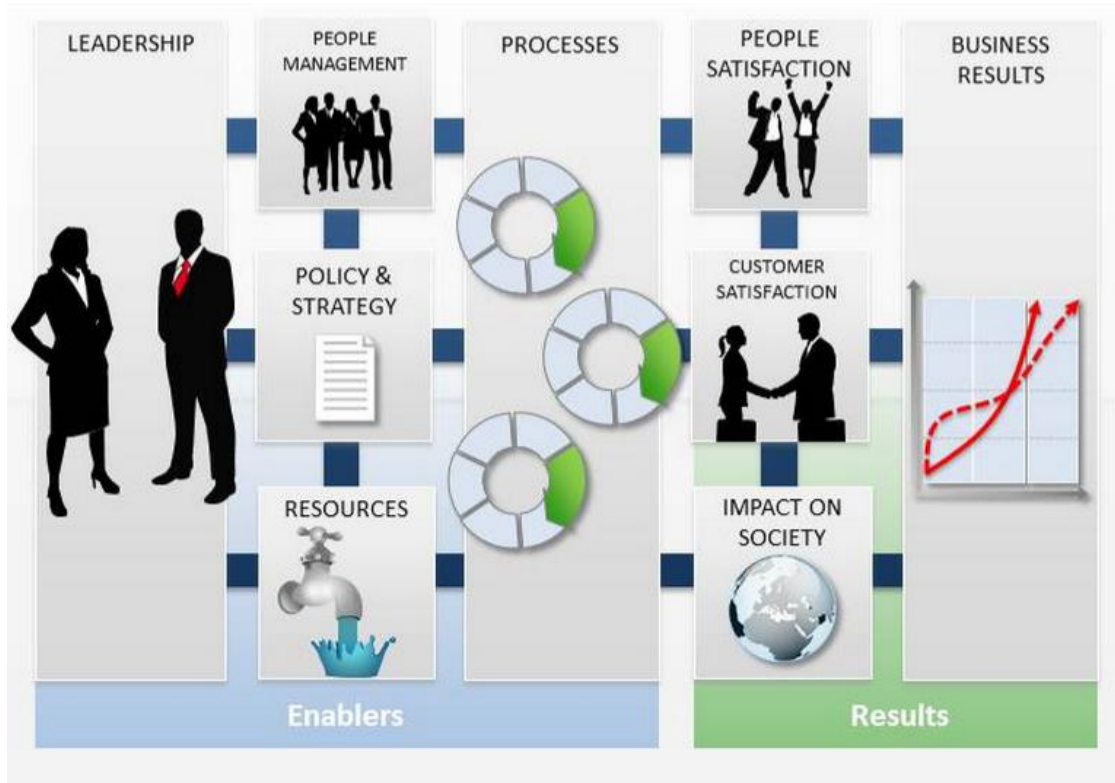 LEADERSHIP
PEOPLE
MANAGEMENT
PROCESSES
PEOPLE
SATISFACTION
BUSINESS
RESULTS
POLICY &
STRATEGY
CUSTOMER
SATISFACTION
RESOURCES
IMPACT ON
SOCIETY
Enablers
Results